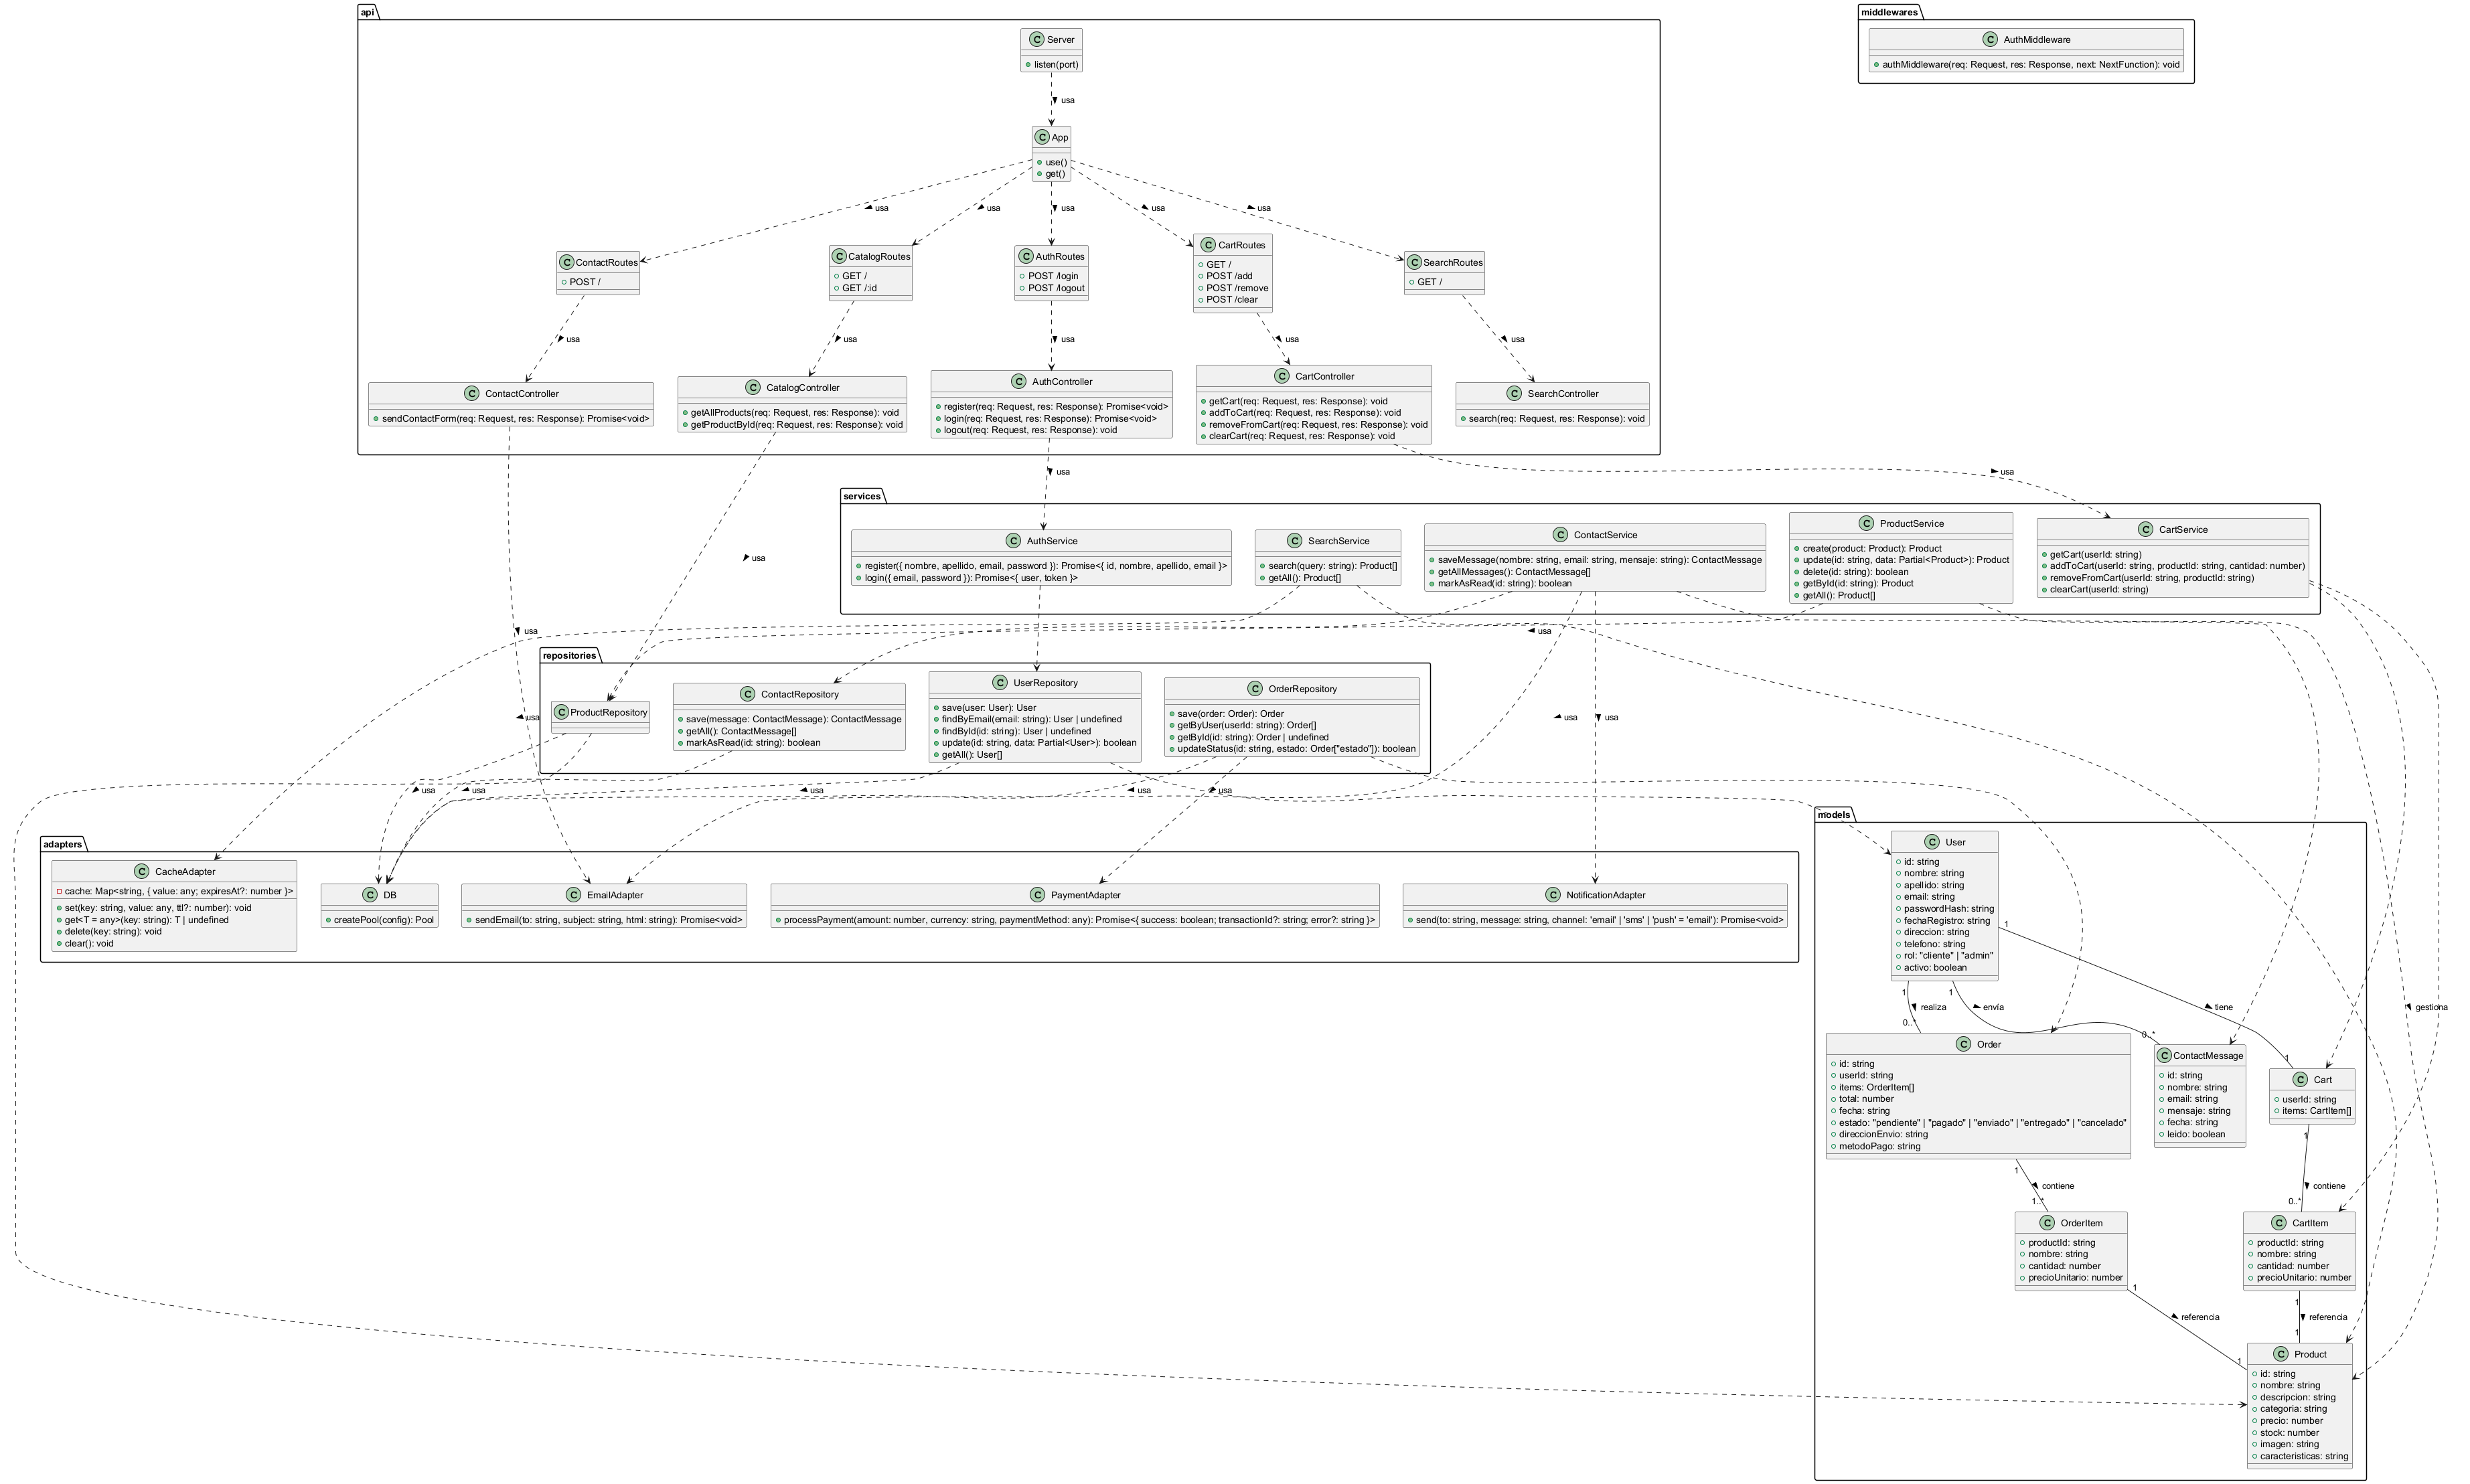 api
middlewares
C Server
listen(port)
C AuthMiddleware
authMiddleware(req: Request, res: Response, next: NextFunction): void
usa
C App
use()
get()
usa
usa
usa
usa
usa
C ContactRoutes
POST /
C CatalogRoutes
GET /
GET /:id
C AuthRoutes
POST /login
POST /logout
C CartRoutes
GET /
POST /add
POST /remove
POST /clear
C SearchRoutes
GET /
usa
usa
usa
usa
usa
C ContactController
sendContactForm(req: Request, res: Response): Promise<void>
C CatalogController
getAllProducts(req: Request, res: Response): void
getProductById(req: Request, res: Response): void
C AuthController
register(req: Request, res: Response): Promise<void>
login(req: Request, res: Response): Promise<void>
logout(req: Request, res: Response): void
C CartController
getCart(req: Request, res: Response): void
addToCart(req: Request, res: Response): void
removeFromCart(req: Request, res: Response): void
clearCart(req: Request, res: Response): void
C SearchController
search(req: Request, res: Response): void
usa
usa
services
C AuthService
register({ nombre, apellido, email, password }): Promise<{ id, nombre, apellido, email }>
login({ email, password }): Promise<{ user, token }>
C SearchService
search(query: string): Product[]
getAll(): Product[]
C ContactService
saveMessage(nombre: string, email: string, mensaje: string): ContactMessage
getAllMessages(): ContactMessage[]
markAsRead(id: string): boolean
C ProductService
create(product: Product): Product
update(id: string, data: Partial<Product>): Product
delete(id: string): boolean
getById(id: string): Product
getAll(): Product[]
C CartService
getCart(userId: string)
addToCart(userId: string, productId: string, cantidad: number)
removeFromCart(userId: string, productId: string)
clearCart(userId: string)
usa
usa
usa
repositories
C ProductRepository
C ContactRepository
save(message: ContactMessage): ContactMessage
getAll(): ContactMessage[]
markAsRead(id: string): boolean
C UserRepository
save(user: User): User
findByEmail(email: string): User | undefined
findById(id: string): User | undefined
update(id: string, data: Partial<User>): boolean
getAll(): User[]
C OrderRepository
save(order: Order): Order
getByUser(userId: string): Order[]
getById(id: string): Order | undefined
updateStatus(id: string, estado: Order["estado"]): boolean
usa
usa
usa
usa
usa
usa
usa
usa
adapters
C CacheAdapter
cache: Map<string, { value: any; expiresAt?: number }>
set(key: string, value: any, ttl?: number): void
get<T = any>(key: string): T | undefined
delete(key: string): void
clear(): void
C DB
createPool(config): Pool
C EmailAdapter
sendEmail(to: string, subject: string, html: string): Promise<void>
C PaymentAdapter
processPayment(amount: number, currency: string, paymentMethod: any): Promise<{ success: boolean; transactionId?: string; error?: string }>
C NotificationAdapter
send(to: string, message: string, channel: 'email' | 'sms' | 'push' = 'email'): Promise<void>
models
C User
id: string
nombre: string
apellido: string
email: string
passwordHash: string
fechaRegistro: string
direccion: string
telefono: string
rol: "cliente" | "admin"
activo: boolean
1
1
1
realiza
envía
tiene
gestiona
0..*
0..*
1
C Order
id: string
userId: string
items: OrderItem[]
total: number
fecha: string
estado: "pendiente" | "pagado" | "enviado" | "entregado" | "cancelado"
direccionEnvio: string
metodoPago: string
C ContactMessage
id: string
nombre: string
email: string
mensaje: string
fecha: string
leido: boolean
C Cart
userId: string
items: CartItem[]
1
contiene
1..*
1
contiene
0..*
C OrderItem
productId: string
nombre: string
cantidad: number
precioUnitario: number
C CartItem
productId: string
nombre: string
cantidad: number
precioUnitario: number
1
referencia
1
1
referencia
1
C Product
id: string
nombre: string
descripcion: string
categoria: string
precio: number
stock: number
imagen: string
caracteristicas: string